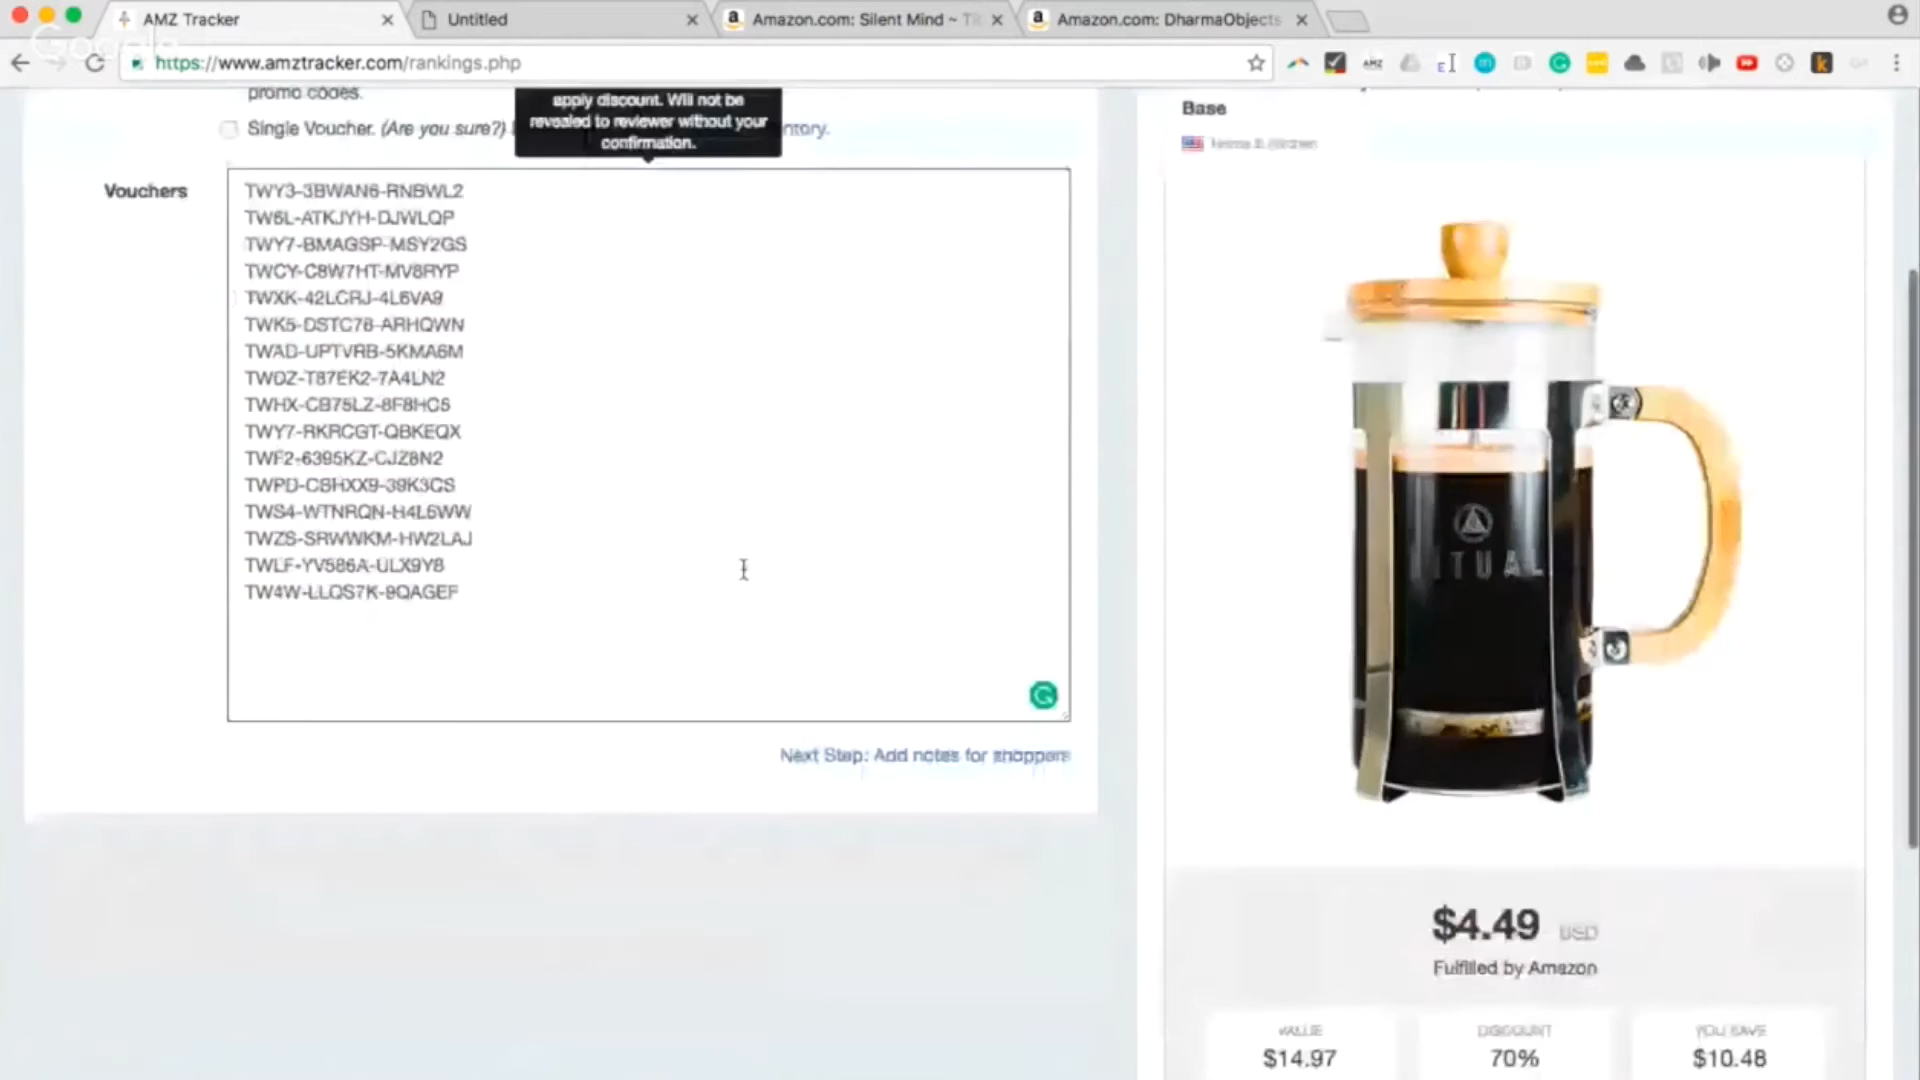 AMZ Tracker
Untitled
Amazon.com: Silent Mind ~ Ti
Amazon.com: DharmaObjects
https://www.amztracker.com/rankings.php
promo codes.
apply discount. Will not be
revealed to reviewer without your
confirmation.
Single Voucher. (Are you sure?)
Vouchers
TWY3-3BWAN6-RNBWL2
TW6L-ATKJYH-DJWLQP
TWY7-BMAGSP-MSY2GS
TWCY-C8W7HT-MV8RYP
TWXK-42LCRJ-4L6VA9
TWK5-DSTC78-ARHQWN
TWAD-UPTVRB-5KMA6M
TWDZ-T87EK2-7A4LN2
TWHX-CB75LZ-8F8HC5
TWY7-RKRCGT-QBKEQX
TWF2-6395KZ-CJZ8N2
TWPD-CBHXX9-39K3CS
TWS4-WTNRQN-H4L6WW
TWZS-SRWWKM-HW2LAJ
TWLF-YV586A-ULX9Y8
TW4W-LLQS7K-9QAGEF
Next Step: Add notes for shoppers
Base
ITUAL
$4.49 USD
Fulfilled by Amazon
VALUE
DISCOUNT
YOU SAVE
$14.97
70%
$10.48